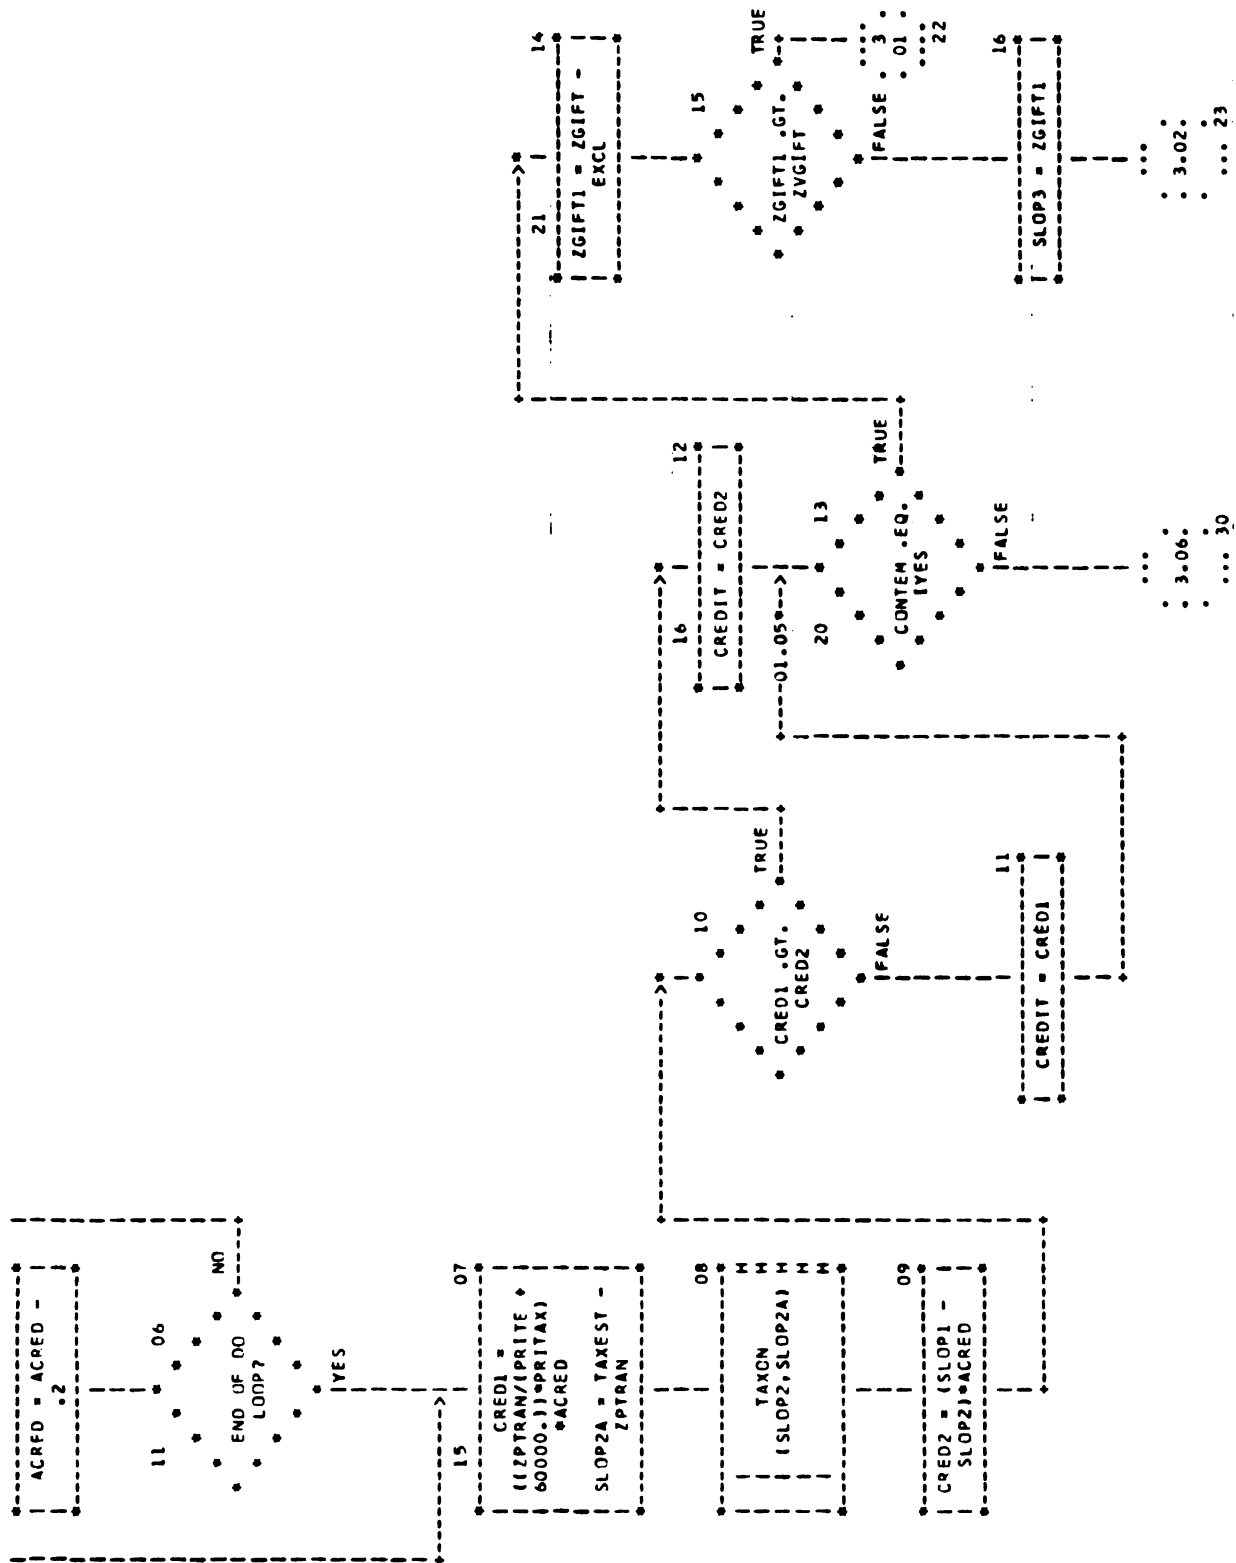 ACRED = ACRED -
.2
11
06
END OF DO
LOOP?
NO
YES
15
07
CRED1 =
((ZPTRAN/(PRITE +
60000.))*PRITAX)
*ACRED
SLOP2A = TAXEST -
ZPTRAN
08
TAXCN
(SLOP2,SLOP2A)
09
CRED2 = (SLOP1 -
SLOP2)*ACRED
10
CRED1 .GT.
CRED2
TRUE
FALSE
11
CREDIT = CRED1
16
12
CREDIT = CRED2
01.05
20
13
CONTEM .EQ.
IYES
TRUE
FALSE
3.06.
30
21
14
ZGIFT1 = ZGIFT -
EXCL
15
ZGIFT1 .GT.
ZVGIFT
TRUE
FALSE
3
01
22
16
SLOP3 = ZGIFT1
3.02.
23